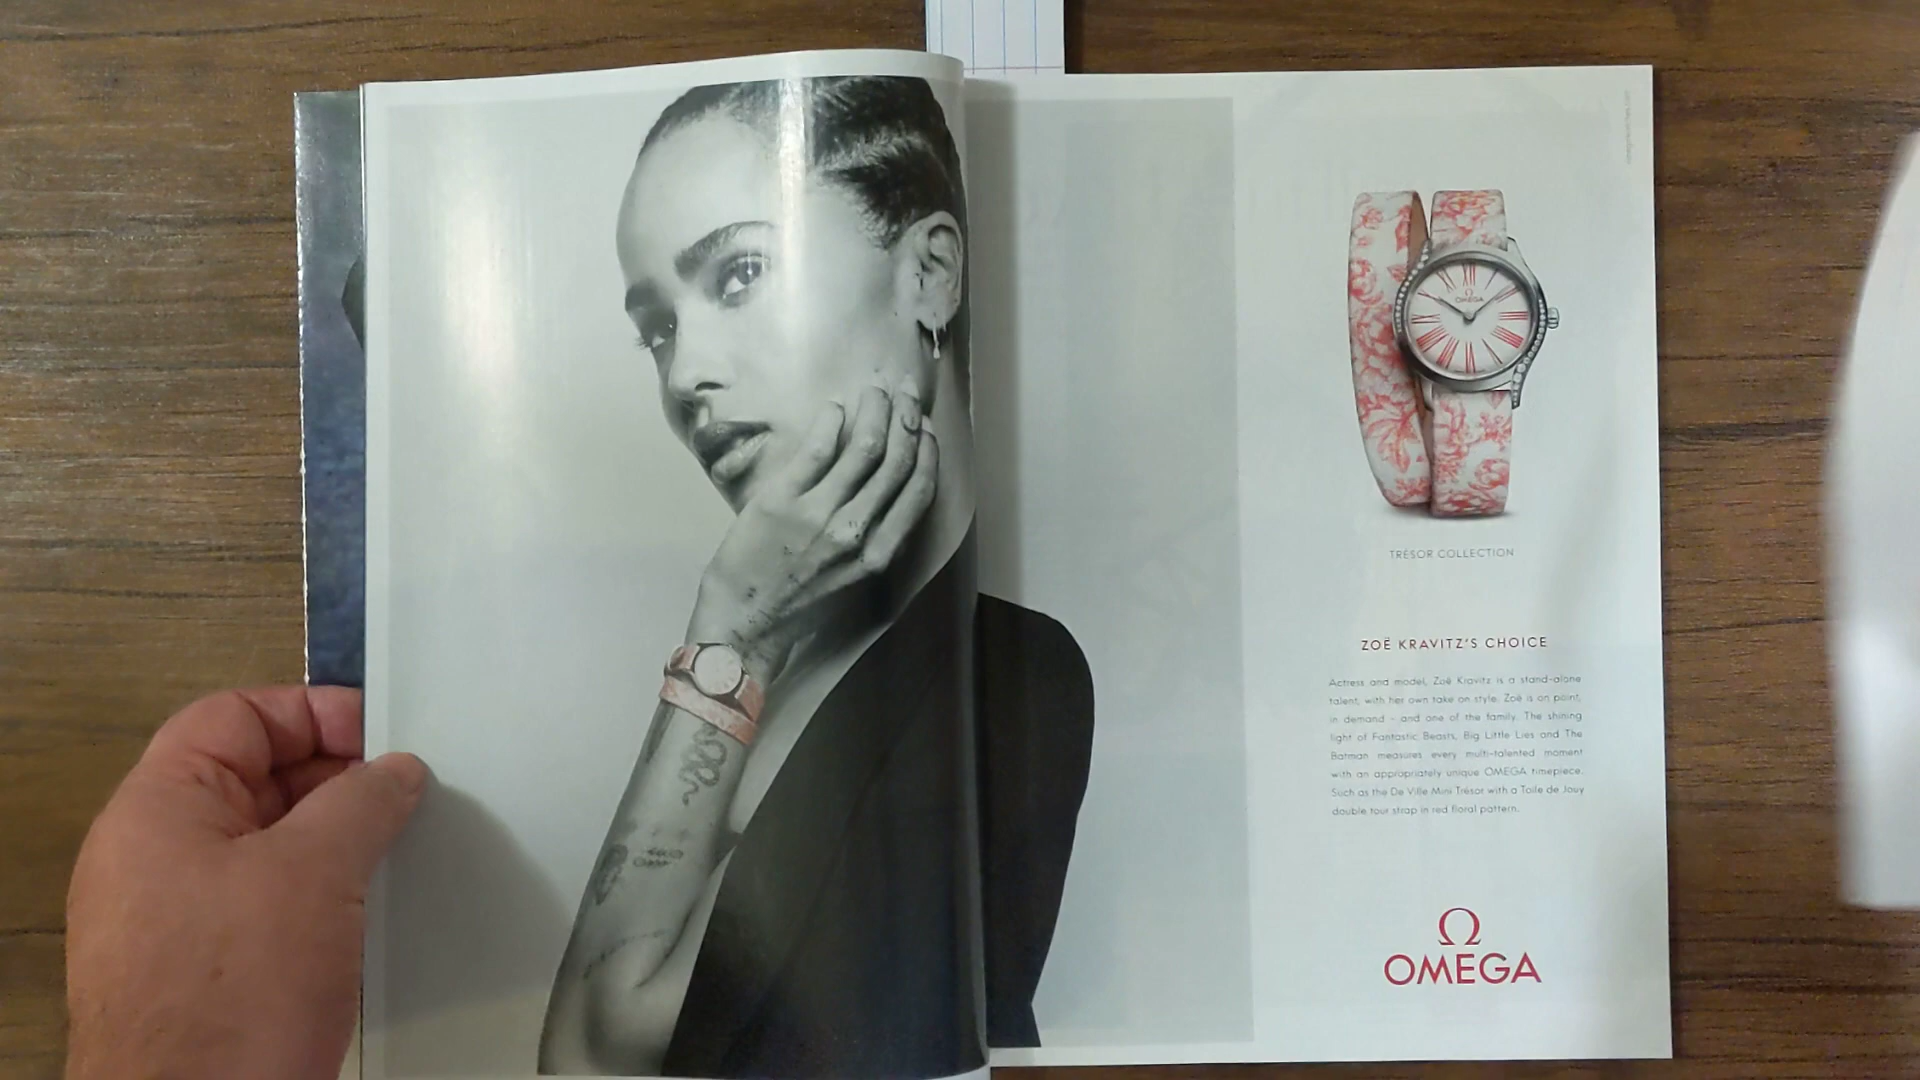 OMEGA
TRÉSOR COLLECTION
ZOË KRAVITZ'S CHOICE
Actress and model, Zoë Kravitz is a stand-alone
talent, with her own take on style. Zoë is on point,
in demand – and one of the family. The shining
light of Fantastic Beasts, Big Little Lies and The
Batman measures every multi-talented moment
with an appropriately unique OMEGA timepiece.
Such as the De Ville Mini Trésor with a Toile de Jouy
double tour strap in red floral pattern.
Ω
OMEGA